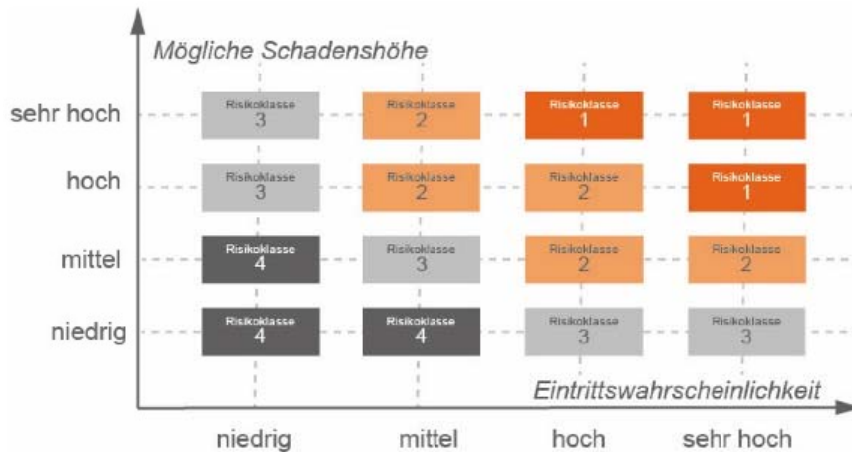 Mögliche Schadenshöhe
sehr hoch
Risikoklasse
3
Risikoklasse
2
Risikoklasse
1
Risikoklasse
1
hoch
Risikoklasse
3
Risikoklasse
2
Risikoklasse
2
Risikoklasse
1
mittel
Risikoklasse
4
Risikoklasse
3
Risikoklasse
2
Risikoklasse
2
niedrig
Risikoklasse
4
Risikoklasse
4
Risikoklasse
3
Risikoklasse
3
Eintrittswahrscheinlichkeit
niedrig
mittel
hoch
sehr hoch